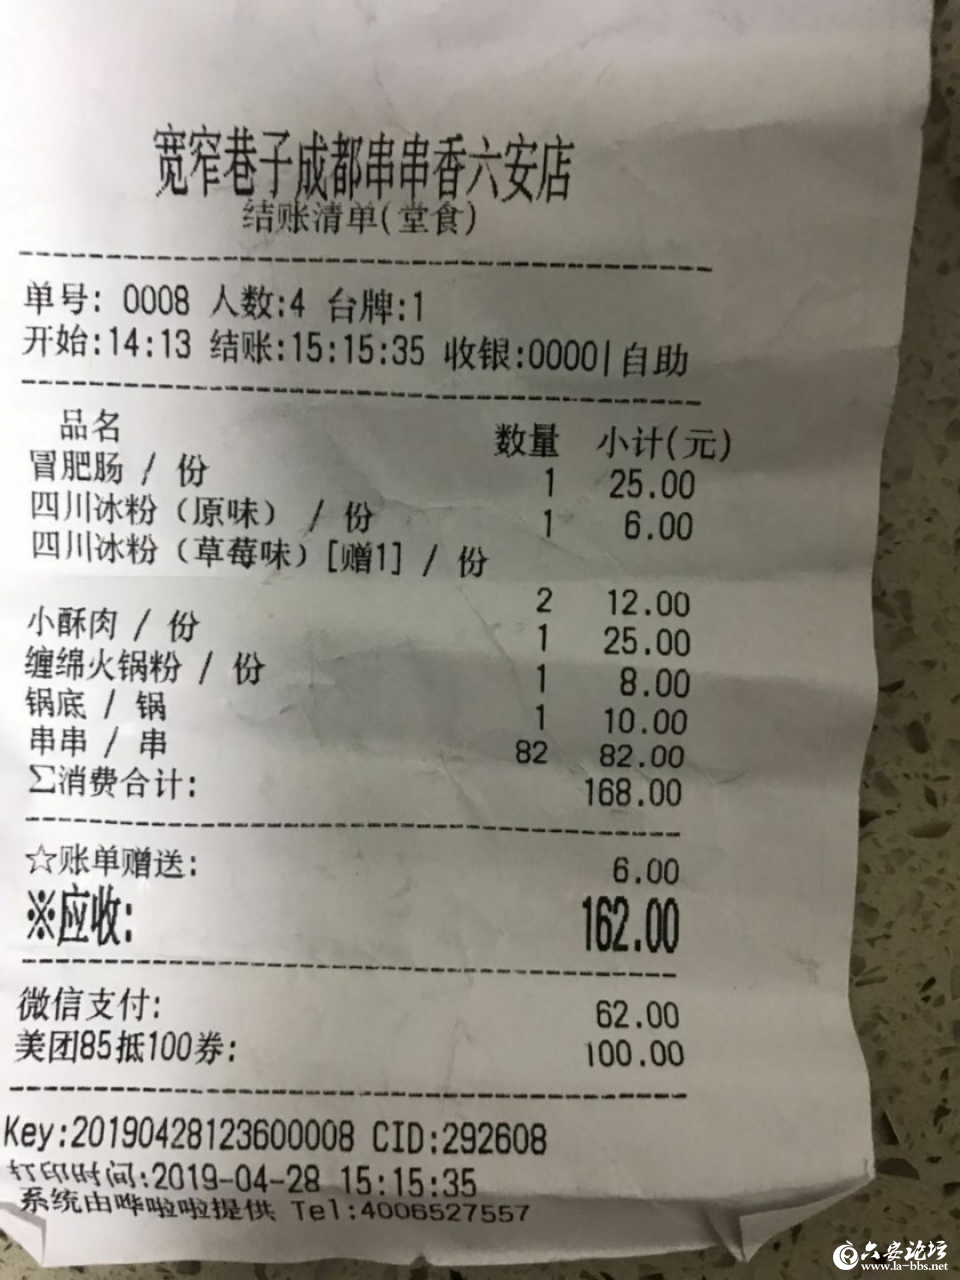 宽窄巷子成都串串香六安店
结账清单(堂食)
单号: 0008 人数:4 台牌:1
开始:14:13 结账:15:15:35 收银:0000|自助
品名 数量 小计(元)
冒肥肠 / 份 1 25.00
四川冰粉（原味） / 份 1 6.00
四川冰粉（草莓味）[赠1] / 份
2 12.00
小酥肉 / 份 1 25.00
缠绵火锅粉 / 份 1 8.00
锅底 / 锅 1 10.00
串串 / 串 82 82.00
Σ消费合计: 168.00
☆账单赠送: 6.00
※应收: 162.00
微信支付: 62.00
美团85抵100券: 100.00
Key:20190428123600008 CID:292608
打印时间:2019-04-28 15:15:35
系统由哗啦啦提供 Tel:4006527557
六安论坛
www.la-bbs.net